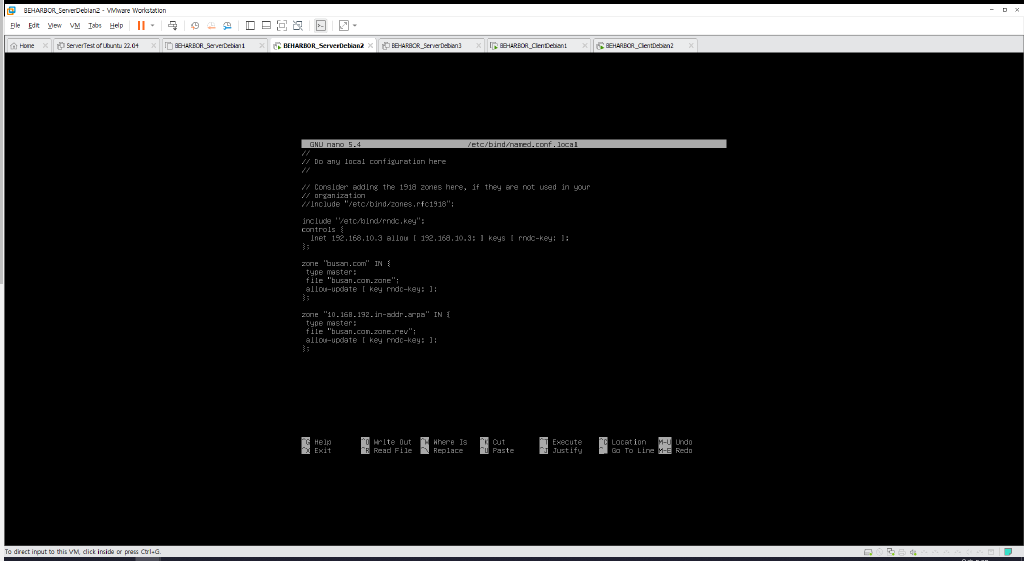 BEHARBOR_ServerDebian2 - VMware Workstation
File Edit View VM Tabs Help
Home ServerTest of Ubuntu 22.04 BEHARBOR_ServerDebian1 BEHARBOR_ServerDebian2 BEHARBOR_ServerDebian3 BEHARBOR_ClientDebian1 BEHARBOR_ClientDebian2
GNU nano 5.4 /etc/bind/named.conf.local
//
// Do any local configuration here
//
// Consider adding the 1918 zones here, if they are not used in your
// organization
//include "/etc/bind/zones.rfc1918";
include "/etc/bind/rndc.key";
controls {
inet 192.168.10.3 allow { 192.168.10.3; } keys { rndc-key; };
};
zone "busan.com" IN {
type master;
file "busan.com.zone";
allow-update { key rndc-key; };
};
zone "10.168.192.in-addr.arpa" IN {
type master;
file "busan.com.zone.rev";
allow-update { key rndc-key; };
};
^G Help ^O Write Out ^W Where Is ^K Cut ^T Execute ^C Location M-U Undo
^X Exit ^R Read File ^\ Replace ^U Paste ^J Justify ^_ Go To Line M-E Redo
To direct input to this VM, click inside or press Ctrl+G.